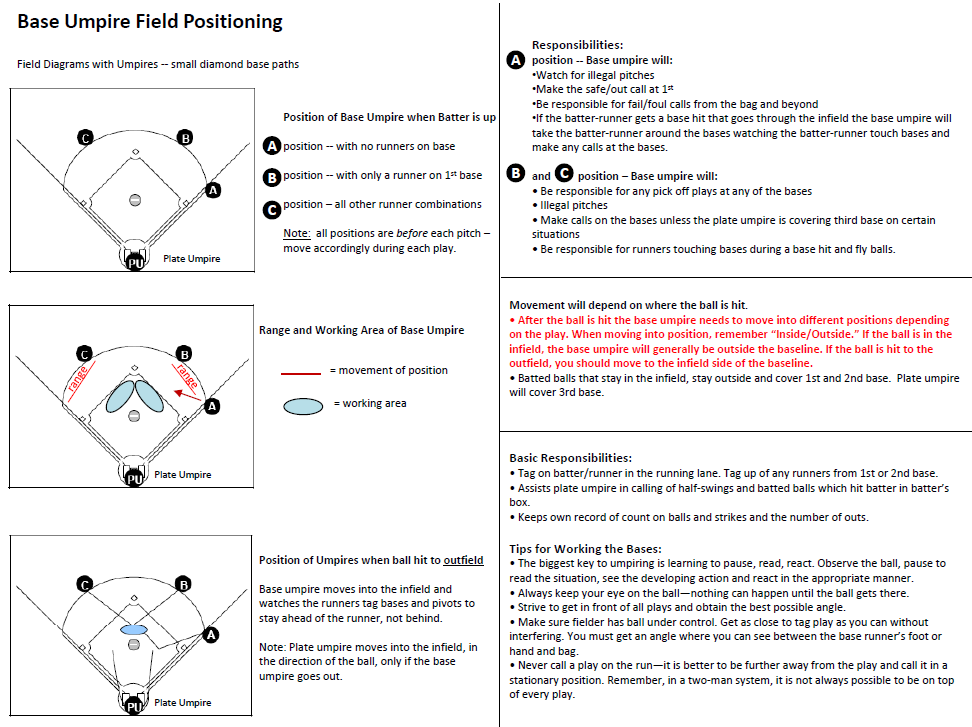 Base Umpire Field Positioning
Field Diagrams with Umpires -- small diamond base paths
C
B
A
PU
Plate Umpire
Position of Base Umpire when Batter is up
A position -- with no runners on base
B position -- with only a runner on 1st base
C position – all other runner combinations
Note: all positions are before each pitch –
move accordingly during each play.
C
B
range
range
A
PU
Plate Umpire
Range and Working Area of Base Umpire
= movement of position
= working area
C
B
A
PU
Plate Umpire
Position of Umpires when ball hit to outfield
Base umpire moves into the infield and
watches the runners tag bases and pivots to
stay ahead of the runner, not behind.
Note: Plate umpire moves into the infield, in
the direction of the ball, only if the base
umpire goes out.
Responsibilities:
A position -- Base umpire will:
•Watch for illegal pitches
•Make the safe/out call at 1st
•Be responsible for fail/foul calls from the bag and beyond
•If the batter-runner gets a base hit that goes through the infield the base umpire will
take the batter-runner around the bases watching the batter-runner touch bases and
make any calls at the bases.
B and C position – Base umpire will:
• Be responsible for any pick off plays at any of the bases
• Illegal pitches
• Make calls on the bases unless the plate umpire is covering third base on certain
situations
• Be responsible for runners touching bases during a base hit and fly balls.
Movement will depend on where the ball is hit.
• After the ball is hit the base umpire needs to move into different positions depending
on the play. When moving into position, remember “Inside/Outside.” If the ball is in the
infield, the base umpire will generally be outside the baseline. If the ball is hit to the
outfield, you should move to the infield side of the baseline.
• Batted balls that stay in the infield, stay outside and cover 1st and 2nd base. Plate umpire
will cover 3rd base.
Basic Responsibilities:
• Tag on batter/runner in the running lane. Tag up of any runners from 1st or 2nd base.
• Assists plate umpire in calling of half-swings and batted balls which hit batter in batter’s
box.
• Keeps own record of count on balls and strikes and the number of outs.
Tips for Working the Bases:
• The biggest key to umpiring is learning to pause, read, react. Observe the ball, pause to
read the situation, see the developing action and react in the appropriate manner.
• Always keep your eye on the ball—nothing can happen until the ball gets there.
• Strive to get in front of all plays and obtain the best possible angle.
• Make sure fielder has ball under control. Get as close to tag play as you can without
interfering. You must get an angle where you can see between the base runner’s foot or
hand and bag.
• Never call a play on the run—it is better to be further away from the play and call it in a
stationary position. Remember, in a two-man system, it is not always possible to be on top
of every play.